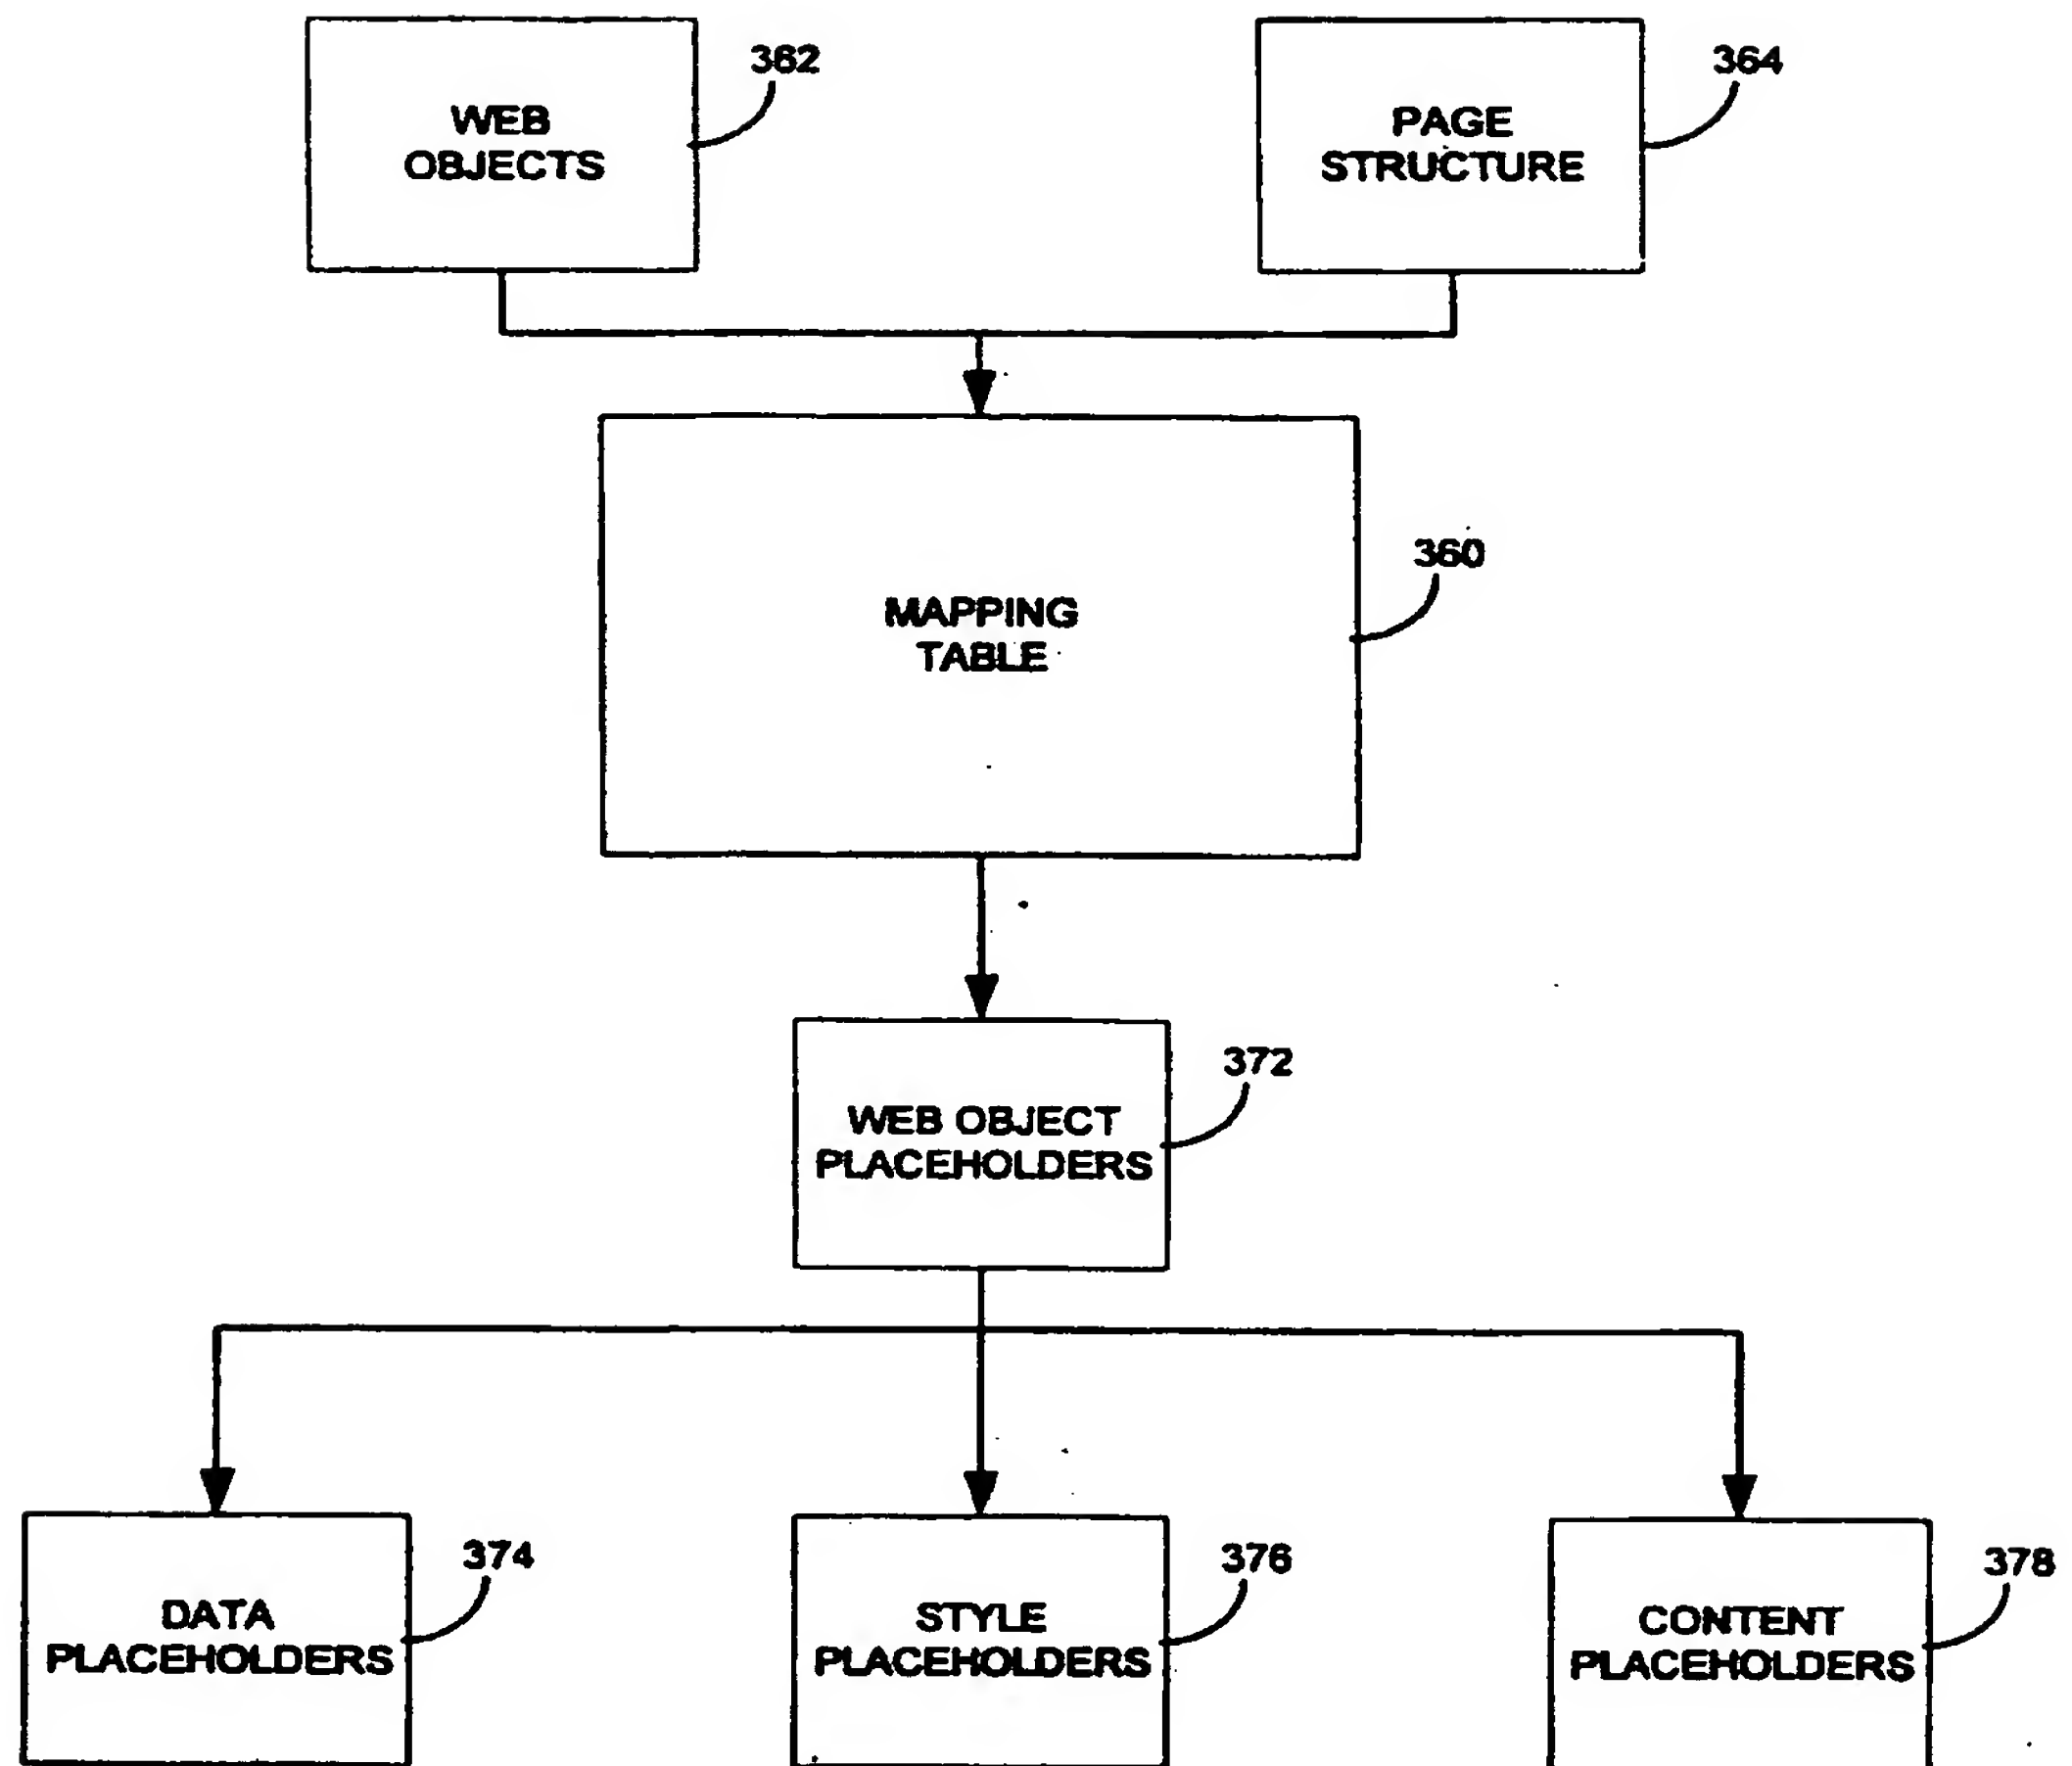 WEB
OBJECTS
362
PAGE
STRUCTURE
364
MAPPING
TABLE
360
WEB OBJECT
PLACEHOLDERS
372
DATA
PLACEHOLDERS
374
STYLE
PLACEHOLDERS
376
CONTENT
PLACEHOLDERS
378